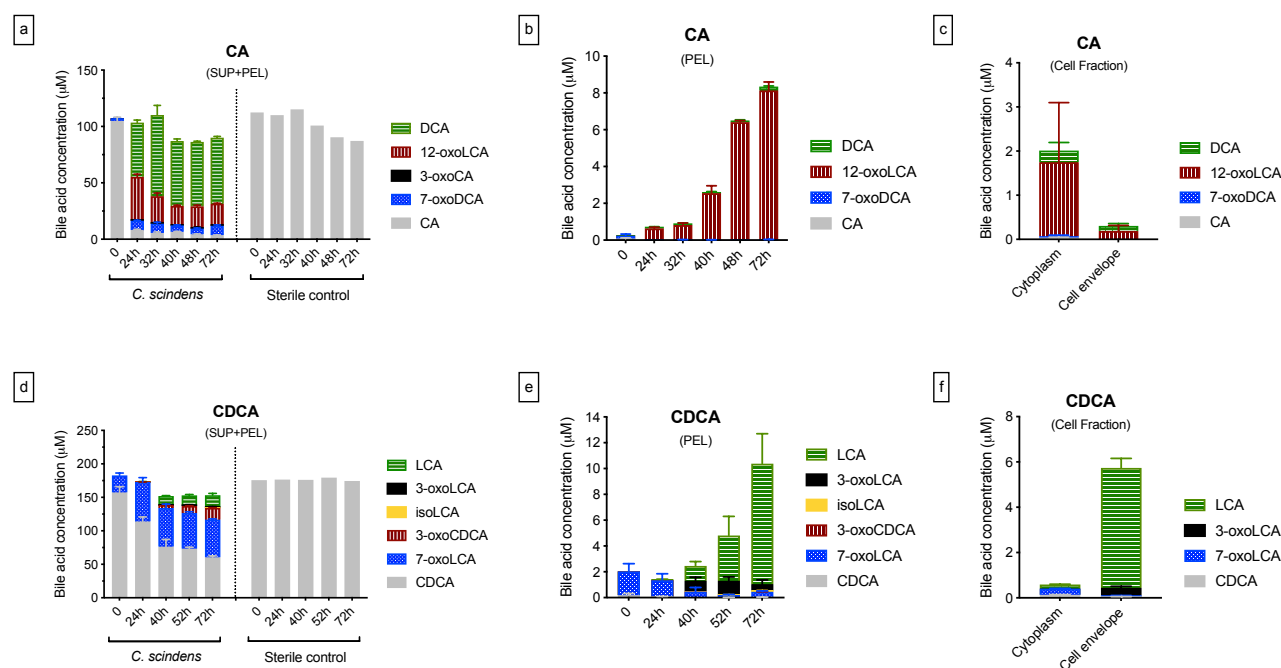 a
CA
(SUP+PEL)
Bile acid concentration (µM)
150
100
50
0
0 24h 32h 40h 48h 72h 0 24h 32h 40h 48h 72h
C. scindens Sterile control
DCA
12-oxoLCA
3-oxoCA
7-oxoDCA
CA
b
CA
(PEL)
Bile acid concentration (µM)
10
8
6
4
2
0
0 24h 32h 40h 48h 72h
DCA
12-oxoLCA
7-oxoDCA
CA
c
CA
(Cell Fraction)
Bile acid concentration (µM)
4
3
2
1
0
Cytoplasm Cell envelope
DCA
12-oxoLCA
7-oxoDCA
CA
d
CDCA
(SUP+PEL)
Bile acid concentration (µM)
250
200
150
100
50
0
0 24h 40h 52h 72h 0 24h 40h 52h 72h
C. scindens Sterile control
LCA
3-oxoLCA
isoLCA
3-oxoCDCA
7-oxoLCA
CDCA
e
CDCA
(PEL)
Bile acid concentration (µM)
14
12
10
8
6
4
2
0
0 24h 40h 52h 72h
LCA
3-oxoLCA
isoLCA
3-oxoCDCA
7-oxoLCA
CDCA
f
CDCA
(Cell Fraction)
Bile acid concentration (µM)
8
6
4
2
0
Cytoplasm Cell envelope
LCA
3-oxoLCA
7-oxoLCA
CDCA